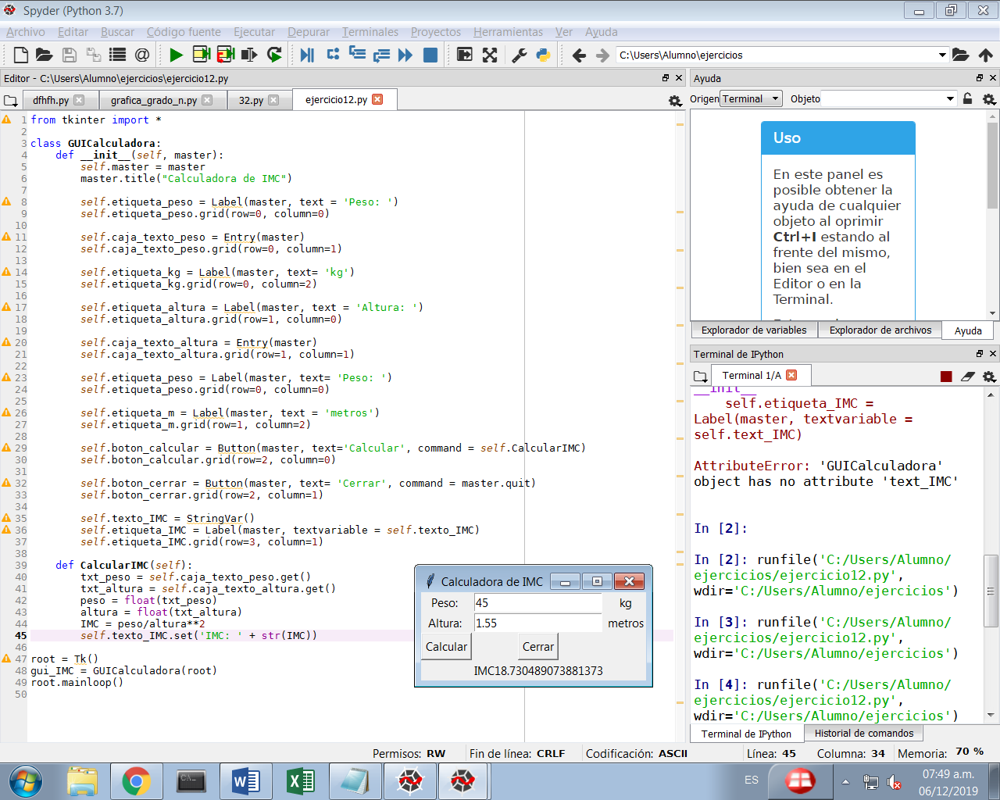 Spyder (Python 3.7)
Archivo Editar Buscar Código fuente Ejecutar Depurar Terminales Proyectos Herramientas Ver Ayuda
C:\Users\Alumno\ejercicios
Editor - C:\Users\Alumno\ejercicios\ejercicio12.py
dfhfh.py grafica_grado_n.py 32.py ejercicio12.py
1 from tkinter import *
2
3 class GUICalculadora:
4     def __init__(self, master):
5         self.master = master
6         master.title("Calculadora de IMC")
7
8         self.etiqueta_peso = Label(master, text = 'Peso: ')
9         self.etiqueta_peso.grid(row=0, column=0)
10
11         self.caja_texto_peso = Entry(master)
12         self.caja_texto_peso.grid(row=0, column=1)
13
14         self.etiqueta_kg = Label(master, text= 'kg')
15         self.etiqueta_kg.grid(row=0, column=2)
16
17         self.etiqueta_altura = Label(master, text = 'Altura: ')
18         self.etiqueta_altura.grid(row=1, column=0)
19
20         self.caja_texto_altura = Entry(master)
21         self.caja_texto_altura.grid(row=1, column=1)
22
23         self.etiqueta_peso = Label(master, text= 'Peso: ')
24         self.etiqueta_peso.grid(row=0, column=0)
25
26         self.etiqueta_m = Label(master, text = 'metros')
27         self.etiqueta_m.grid(row=1, column=2)
28
29         self.boton_calcular = Button(master, text='Calcular', command = self.CalcularIMC)
30         self.boton_calcular.grid(row=2, column=0)
31
32         self.boton_cerrar = Button(master, text= 'Cerrar', command = master.quit)
33         self.boton_cerrar.grid(row=2, column=1)
34
35         self.texto_IMC = StringVar()
36         self.etiqueta_IMC = Label(master, textvariable = self.texto_IMC)
37         self.etiqueta_IMC.grid(row=3, column=1)
38
39     def CalcularIMC(self):
40         txt_peso = self.caja_texto_peso.get()
41         txt_altura = self.caja_texto_altura.get()
42         peso = float(txt_peso)
43         altura = float(txt_altura)
44         IMC = peso/altura**2
45         self.texto_IMC.set('IMC: ' + str(IMC))
46
47 root = Tk()
48 gui_IMC = GUICalculadora(root)
49 root.mainloop()
50
Calculadora de IMC
Peso: 45 kg
Altura: 1.55 metros
Calcular Cerrar
IMC18.730489073881373
Ayuda
Origen Terminal Objeto
Uso
En este panel es
posible obtener la
ayuda de cualquier
objeto al oprimir
Ctrl+I estando al
frente del mismo,
bien sea en el
Editor o en la
Terminal.
Explorador de variables Explorador de archivos Ayuda
Terminal de IPython
Terminal 1/A
__init__
    self.etiqueta_IMC =
Label(master, textvariable =
self.text_IMC)
AttributeError: 'GUICalculadora'
object has no attribute 'text_IMC'
In [2]:
In [2]: runfile('C:/Users/Alumno/
ejercicios/ejercicio12.py',
wdir='C:/Users/Alumno/ejercicios')
In [3]: runfile('C:/Users/Alumno/
ejercicios/ejercicio12.py',
wdir='C:/Users/Alumno/ejercicios')
In [4]: runfile('C:/Users/Alumno/
ejercicios/ejercicio12.py',
wdir='C:/Users/Alumno/ejercicios')
Terminal de IPython Historial de comandos
Permisos: RW Fin de línea: CRLF Codificación: ASCII Línea: 45 Columna: 34 Memoria: 70 %
ES
07:49 a.m.
06/12/2019